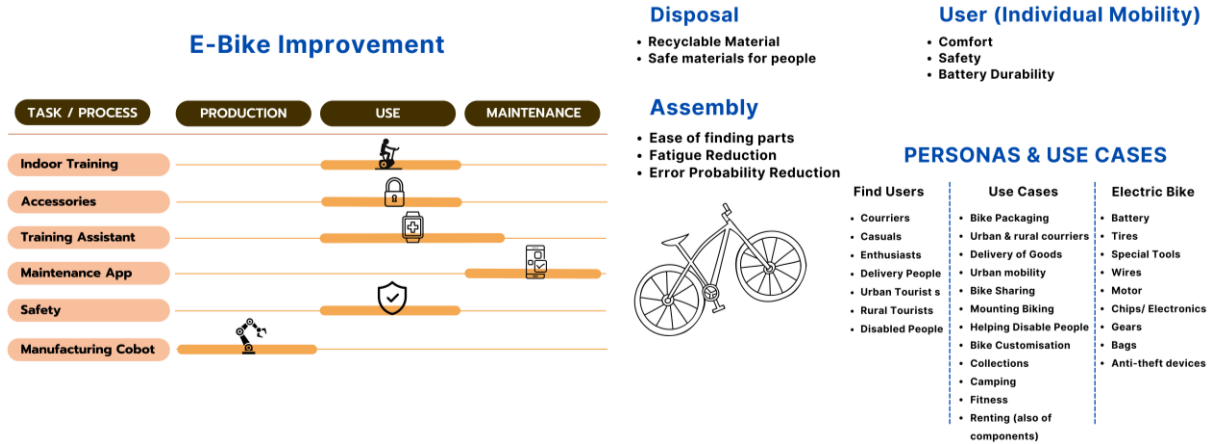 E-Bike Improvement
TASK / PROCESS
PRODUCTION
USE
MAINTENANCE
Indoor Training
Accessories
Training Assistant
Maintenance App
Safety
Manufacturing Cobot
Disposal
• Recyclable Material
• Safe materials for people
User (Individual Mobility)
• Comfort
• Safety
• Battery Durability
Assembly
• Ease of finding parts
• Fatigue Reduction
• Error Probability Reduction
PERSONAS & USE CASES
Find Users
• Courriers
• Casuals
• Enthusiasts
• Delivery People
• Urban Tourist s
• Rural Tourists
• Disabled People
Use Cases
• Bike Packaging
• Urban & rural courriers
• Delivery of Goods
• Urban mobility
• Bike Sharing
• Mounting Biking
• Helping Disable People
• Bike Customisation
• Collections
• Camping
• Fitness
• Renting (also of
components)
Electric Bike
• Battery
• Tires
• Special Tools
• Wires
• Motor
• Chips/ Electronics
• Gears
• Bags
• Anti-theft devices